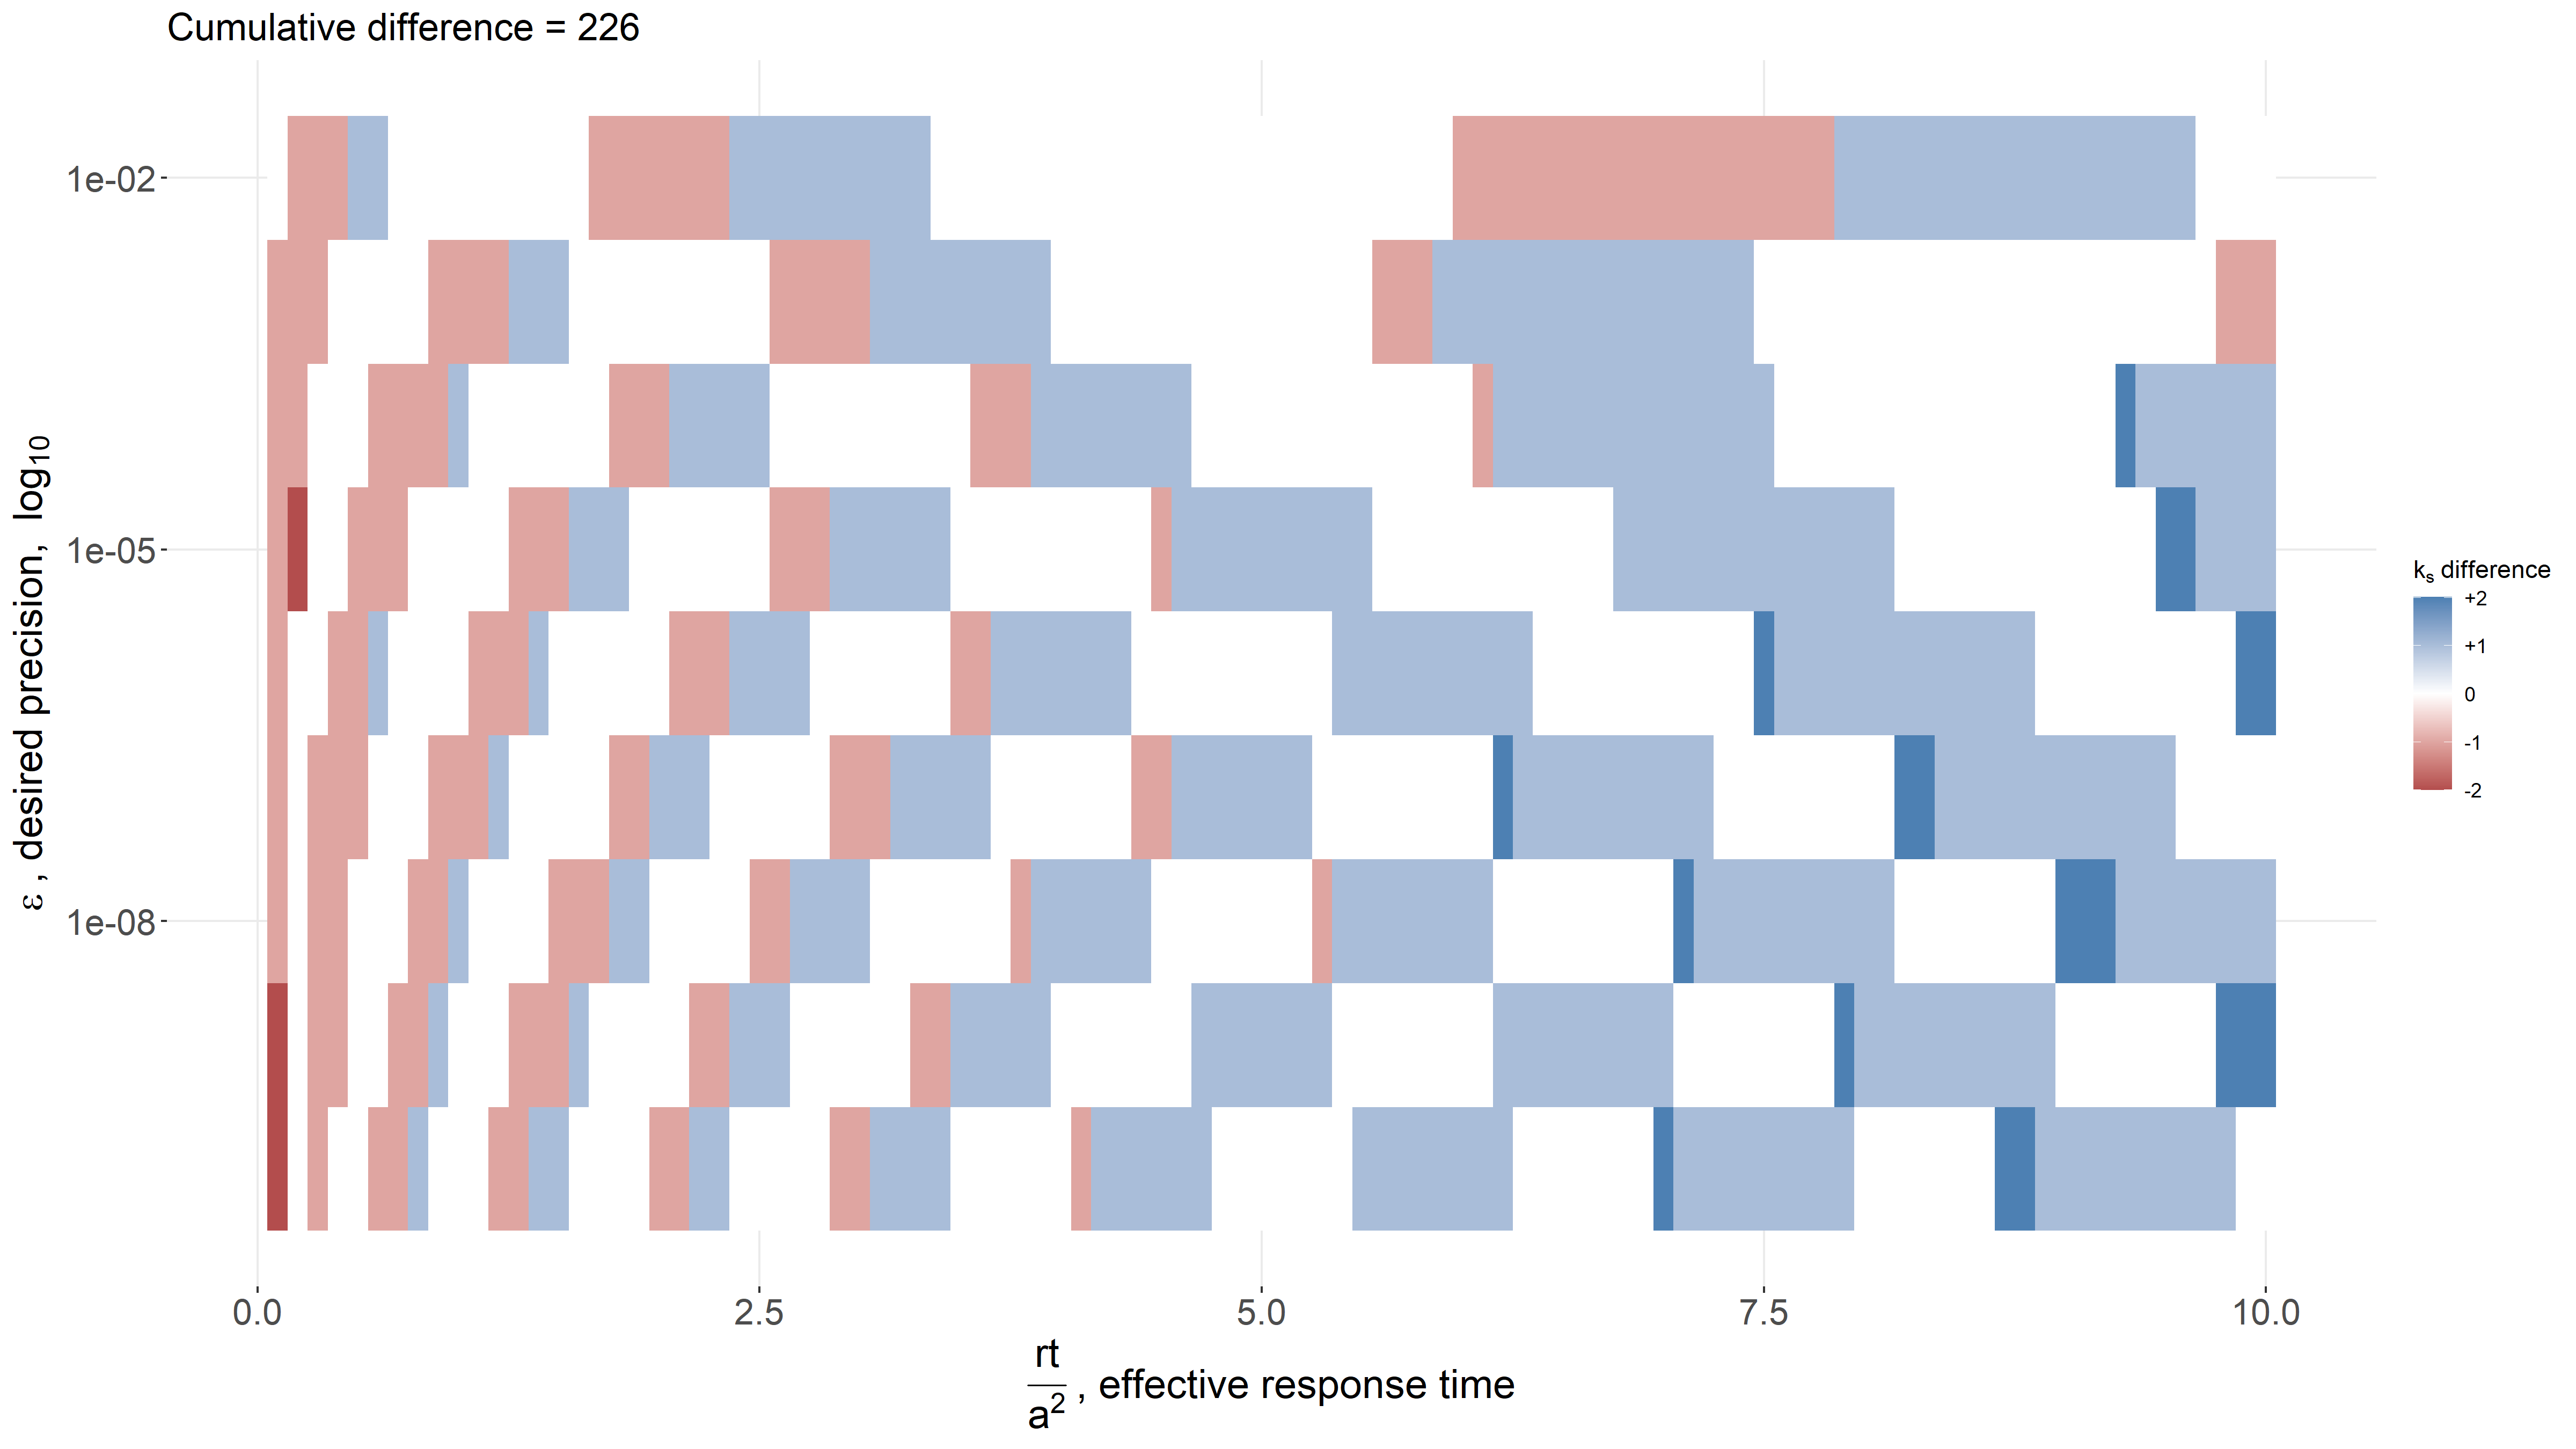 Cumulative difference = 226
1e-02
1e-05
1e-08
ε , desired precision, log₁₀
0.0
2.5
5.0
7.5
10.0
rt
a² , effective response time
kₛ difference
+2
+1
0
-1
-2